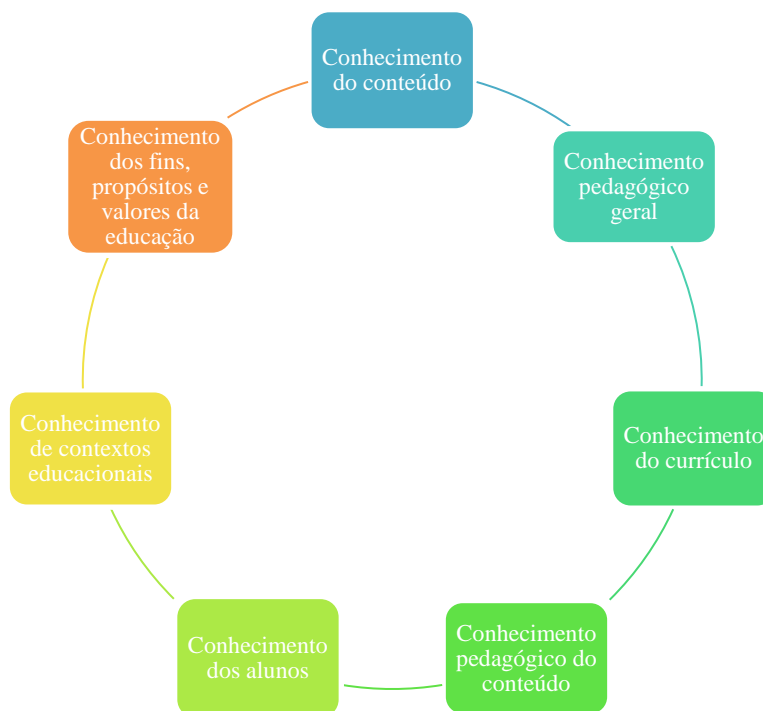 Conhecimento
do conteúdo
Conhecimento
pedagógico
geral
Conhecimento
do currículo
Conhecimento
pedagógico do
conteúdo
Conhecimento
dos alunos
Conhecimento
de contextos
educacionais
Conhecimento
dos fins,
propósitos e
valores da
educação